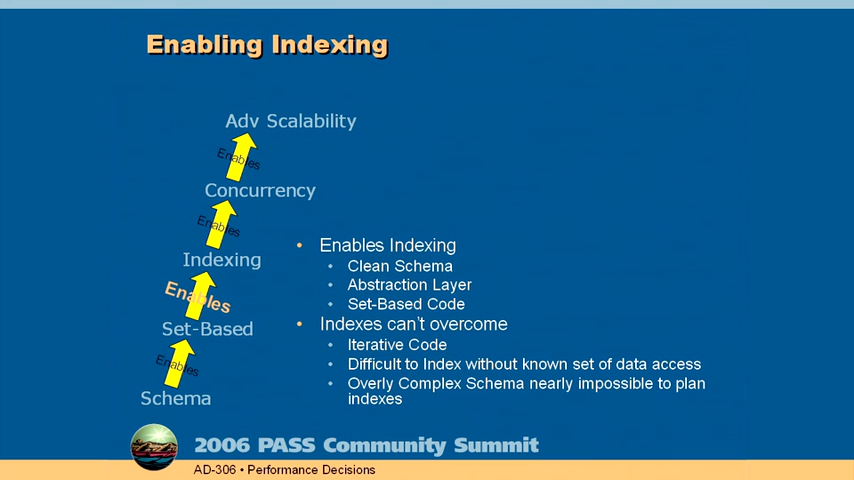 Enabling Indexing
Adv Scalability
Enables
Concurrency
Enables
Indexing
Enables
Set-Based
Enables
Schema
• Enables Indexing
• Clean Schema
• Abstraction Layer
• Set-Based Code
• Indexes can't overcome
• Iterative Code
• Difficult to Index without known set of data access
• Overly Complex Schema nearly impossible to plan
indexes
2006 PASS Community Summit
AD-306 • Performance Decisions